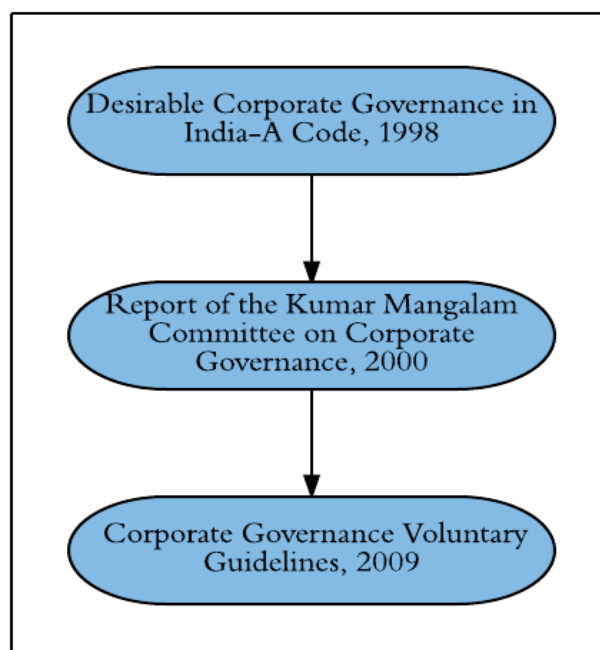 Desirable Corporate Governance in
India-A Code, 1998
Report of the Kumar Mangalam
Committee on Corporate
Governance, 2000
Corporate Governance Voluntary
Guidelines, 2009